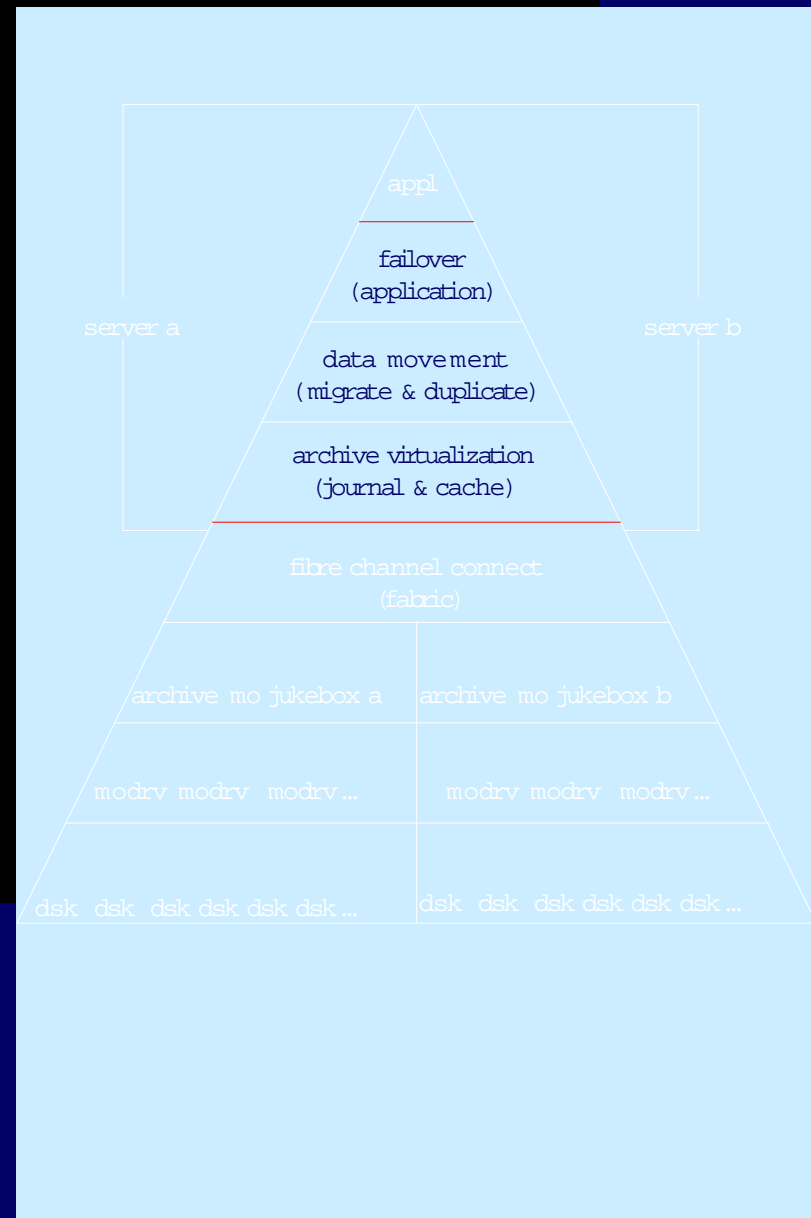 appl
failover
(application)
server a
server b
data movement
(migrate & duplicate)
archive virtualization
(journal & cache)
fibre channel connect
(fabric)
archive mo jukebox a
archive mo jukebox b
modrv modrv modrv ...
modrv modrv modrv ...
dsk dsk dsk dsk dsk dsk ...
dsk dsk dsk dsk dsk dsk ...